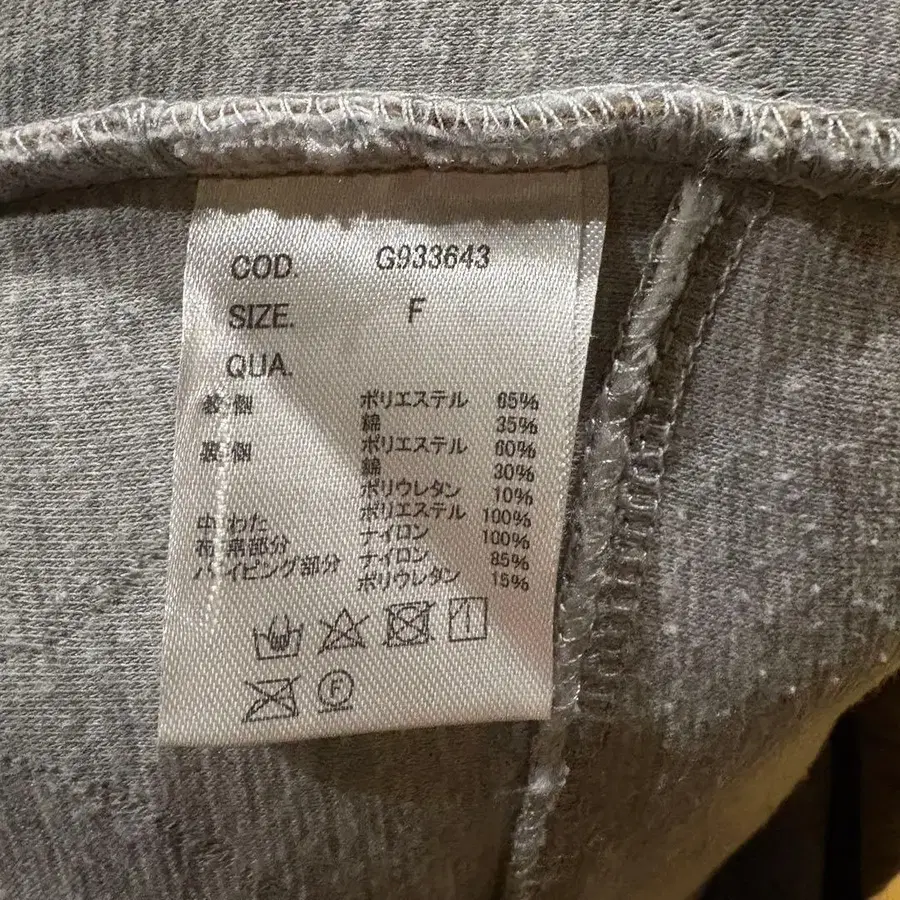 COD. G933643
SIZE. F
QUA.
表側 ポリエステル 65%
綿 35%
裏側 ポリエステル 60%
綿 30%
ポリウレタン 10%
中わた ポリエステル 100%
布帛部分 ナイロン 100%
パイピング部分 ナイロン 85%
ポリウレタン 15%
F